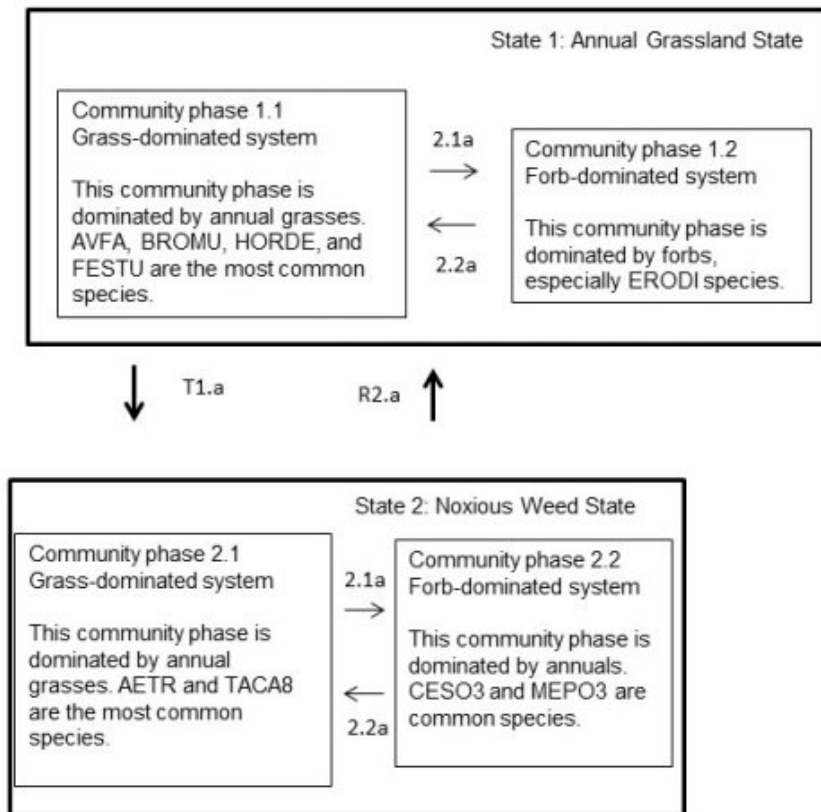 State 1: Annual Grassland State
Community phase 1.1
Grass-dominated system
This community phase is
dominated by annual grasses.
AVFA, BROMU, HORDE, and
FESTU are the most common
species.
2.1a
2.2a
Community phase 1.2
Forb-dominated system
This community phase is
dominated by forbs,
especially ERODI species.
T1.a
R2.a
State 2: Noxious Weed State
Community phase 2.1
Grass-dominated system
This community phase is
dominated by annual
grasses. AETR and TACA8
are the most common
species.
2.1a
2.2a
Community phase 2.2
Forb-dominated system
This community phase is
dominated by annuals.
CESO3 and MEPO3 are
common species.